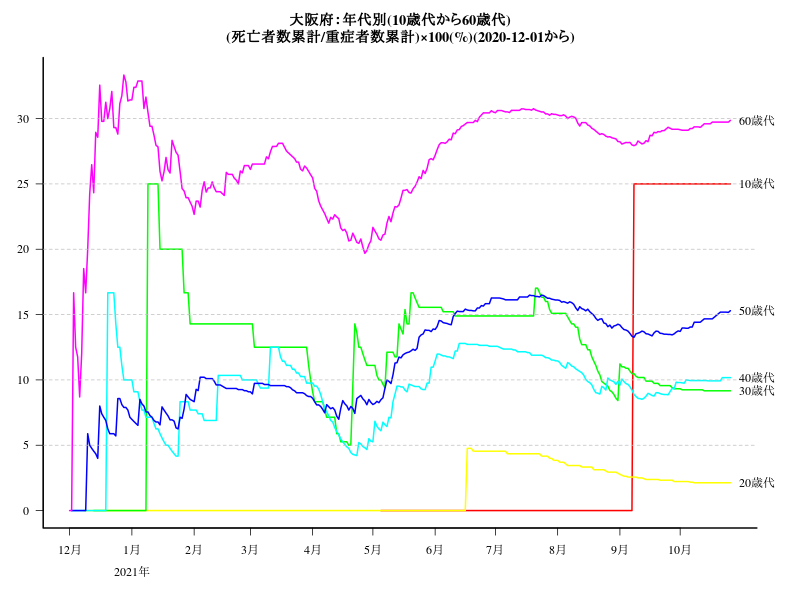 大阪府：年代別(10歳代から60歳代)
(死亡者数累計/重症者数累計)×100(%)(2020-12-01から)
30
25
20
15
10
5
0
60歳代
10歳代
50歳代
40歳代
30歳代
20歳代
12月 1月 2月 3月 4月 5月 6月 7月 8月 9月 10月
2021年